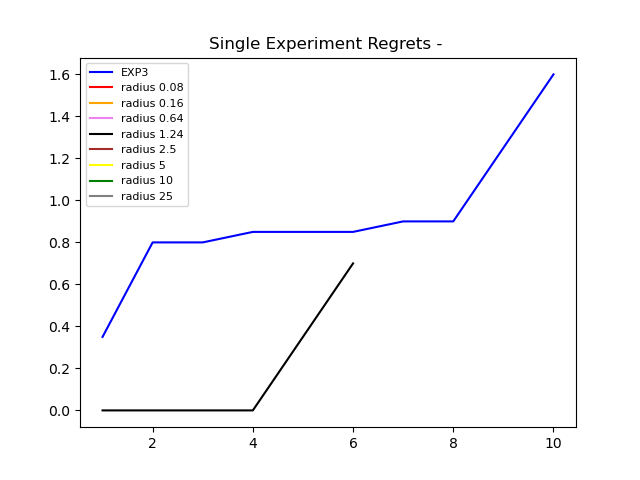 Single Experiment Regrets -
1.6
1.4
1.2
1.0
0.8
0.6
0.4
0.2
0.0
EXP3
radius 0.08
radius 0.16
radius 0.64
radius 1.24
radius 2.5
radius 5
radius 10
radius 25
2 4 6 8 10